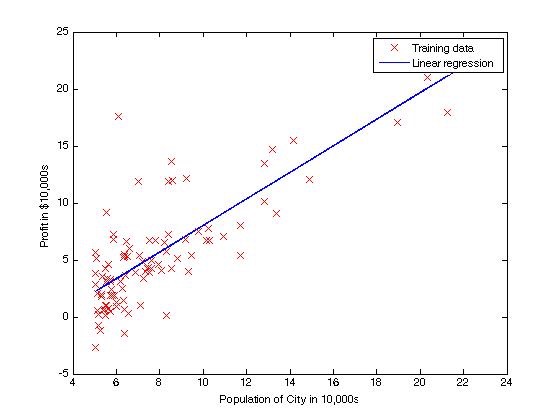 25
20
15
10
5
0
-5
4 6 8 10 12 14 16 18 20 22 24
Profit in $10,000s
Population of City in 10,000s
Training data
Linear regression